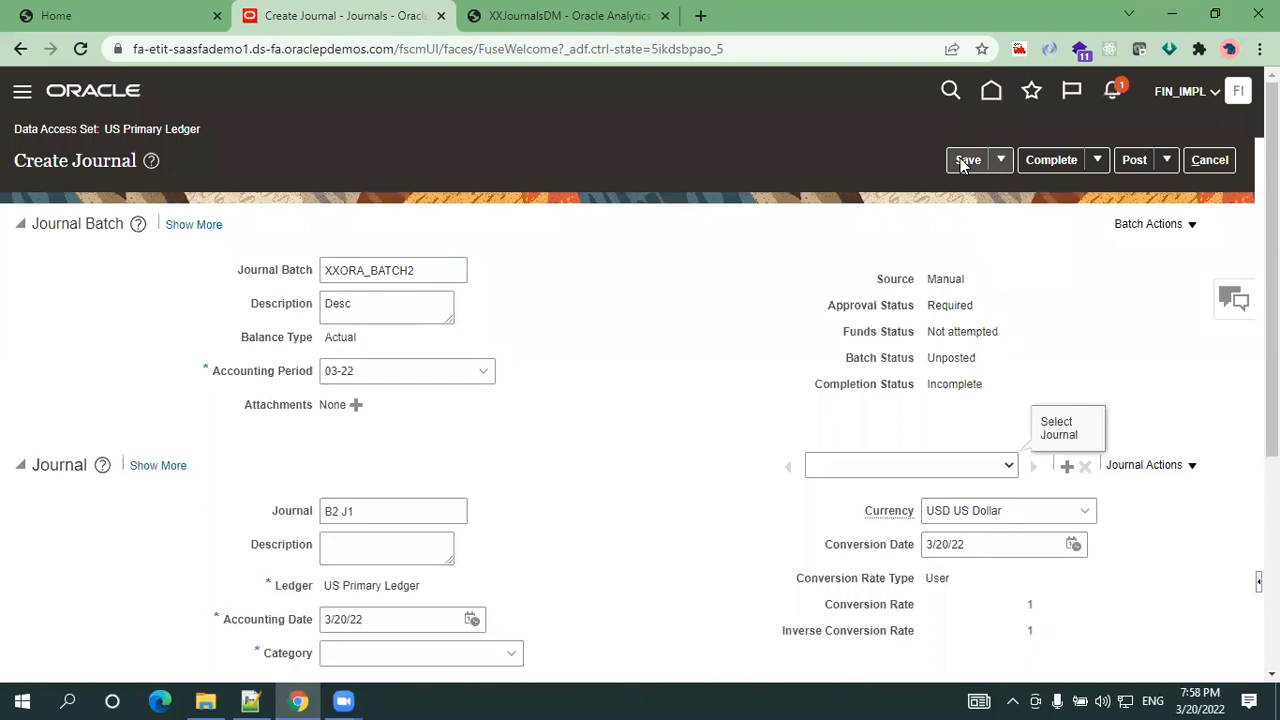 Home
Create Journal - Journals - Oracle
XXJournalsDM - Oracle Analytics
fa-etit-saasfademo1.ds-fa.oraclepdemos.com/fscmUI/faces/FuseWelcome?_adf.ctrl-state=5ikdsbpao_5
11
ORACLE
1
FIN_IMPL
FI
Data Access Set: US Primary Ledger
Create Journal
Save
Complete
Post
Cancel
Journal Batch
Show More
Batch Actions
Journal Batch XXORA_BATCH2
Description Desc
Balance Type Actual
* Accounting Period 03-22
Attachments None
Source Manual
Approval Status Required
Funds Status Not attempted
Batch Status Unposted
Completion Status Incomplete
Select
Journal
Journal
Show More
Journal Actions
Journal B2 J1
Description
* Ledger US Primary Ledger
* Accounting Date 3/20/22
* Category
Currency USD US Dollar
Conversion Date 3/20/22
Conversion Rate Type User
Conversion Rate 1
Inverse Conversion Rate 1
ENG
7:58 PM
3/20/2022